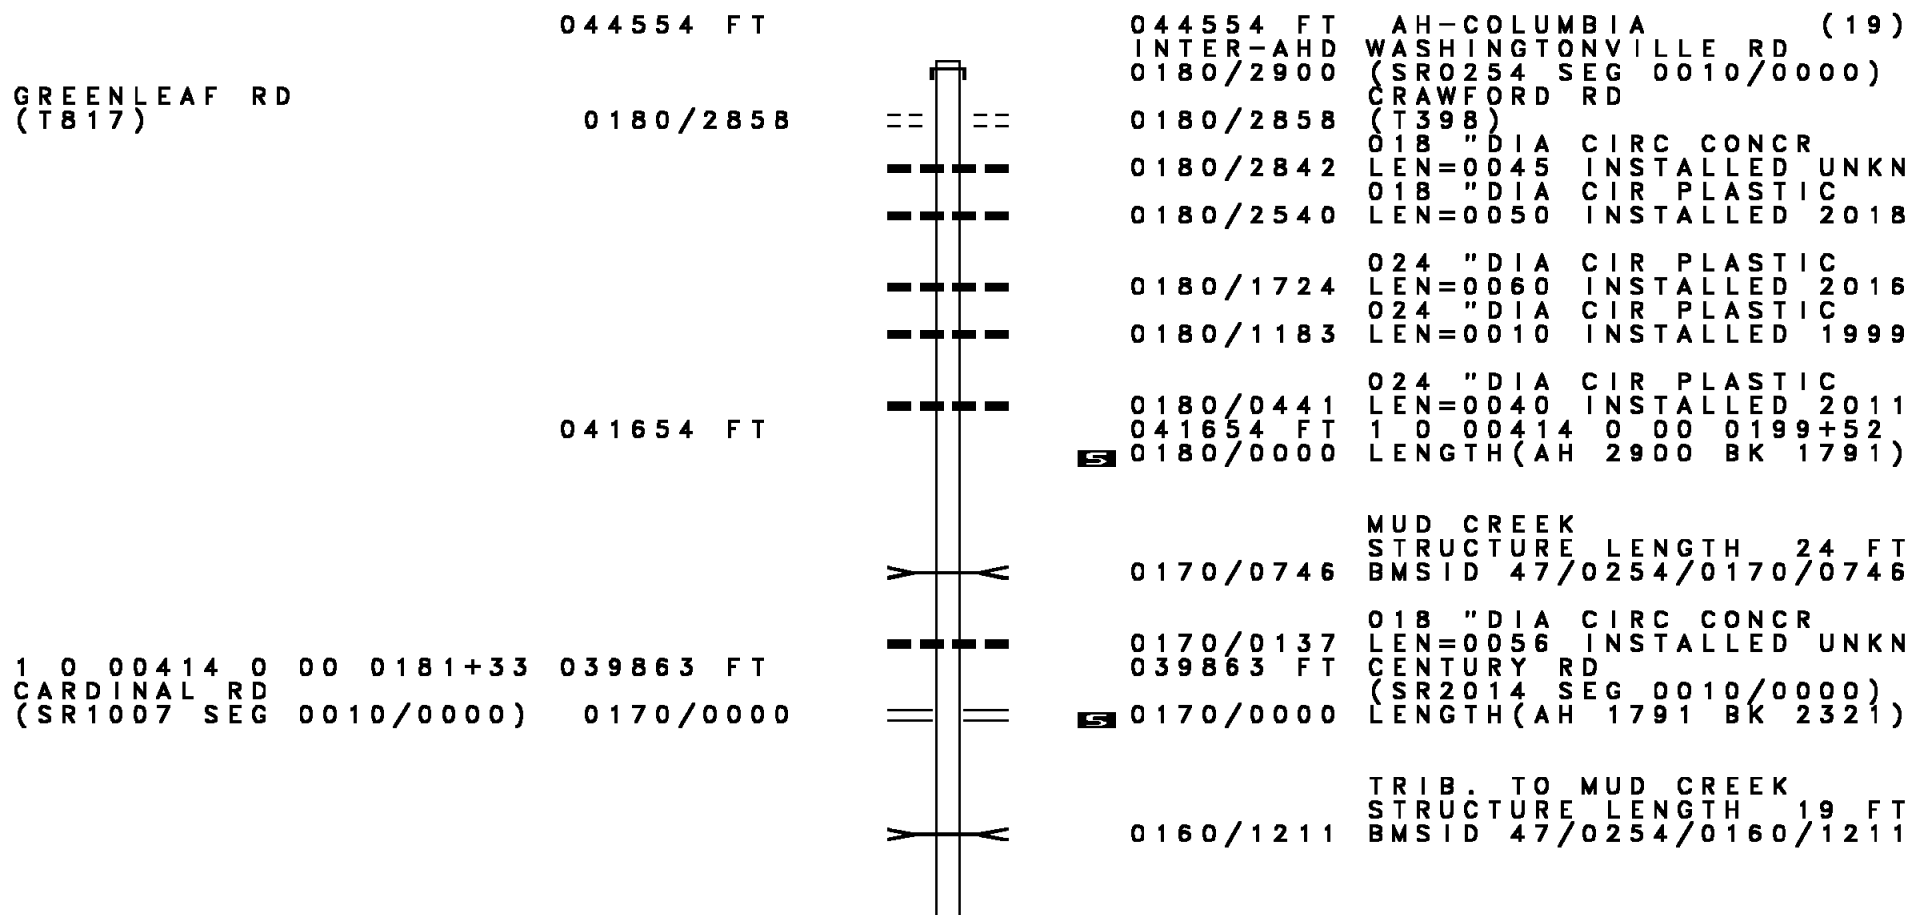 044554 FT 044554 FT AH-COLUMBIA (19)
INTER-AHD WASHINGTONVILLE RD
0180/2900 (SR0254 SEG 0010/0000)
GREENLEAF RD CRAWFORD RD
(T817) 0180/2858 0180/2858 (T398)
018 "DIA CIRC CONCR
0180/2842 LEN=0045 INSTALLED UNKN
018 "DIA CIR PLASTIC
0180/2540 LEN=0050 INSTALLED 2018
024 "DIA CIR PLASTIC
0180/1724 LEN=0060 INSTALLED 2016
024 "DIA CIR PLASTIC
0180/1183 LEN=0010 INSTALLED 1999
024 "DIA CIR PLASTIC
0180/0441 LEN=0040 INSTALLED 2011
041654 FT 041654 FT 1 0 00414 0 00 0199+52
S 0180/0000 LENGTH(AH 2900 BK 1791)
MUD CREEK
STRUCTURE LENGTH 24 FT
0170/0746 BMSID 47/0254/0170/0746
018 "DIA CIRC CONCR
0170/0137 LEN=0056 INSTALLED UNKN
1 0 00414 0 00 0181+33 039863 FT 039863 FT CENTURY RD
CARDINAL RD (SR2014 SEG 0010/0000)
(SR1007 SEG 0010/0000) 0170/0000 S 0170/0000 LENGTH(AH 1791 BK 2321)
TRIB. TO MUD CREEK
STRUCTURE LENGTH 19 FT
0160/1211 BMSID 47/0254/0160/1211